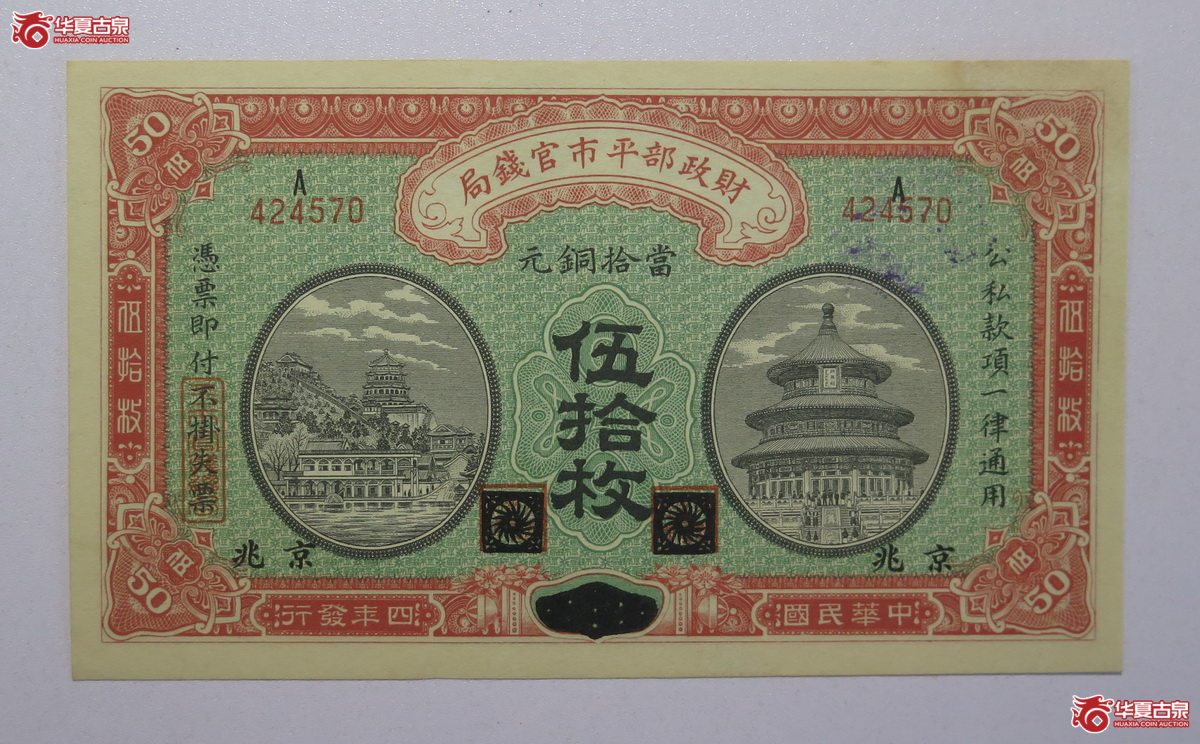 华夏古泉
HUAXIA COIN AUCTION
50
50
財政部平市官錢局
A
424570
A
424570
當拾銅元
公私款項一律通用
伍拾枚
憑票即付
不掛失票
伍拾枚
伍拾枚
京兆
京兆
50
50
中華民國
四年發行
华夏古泉
HUAXIA COIN AUCTION